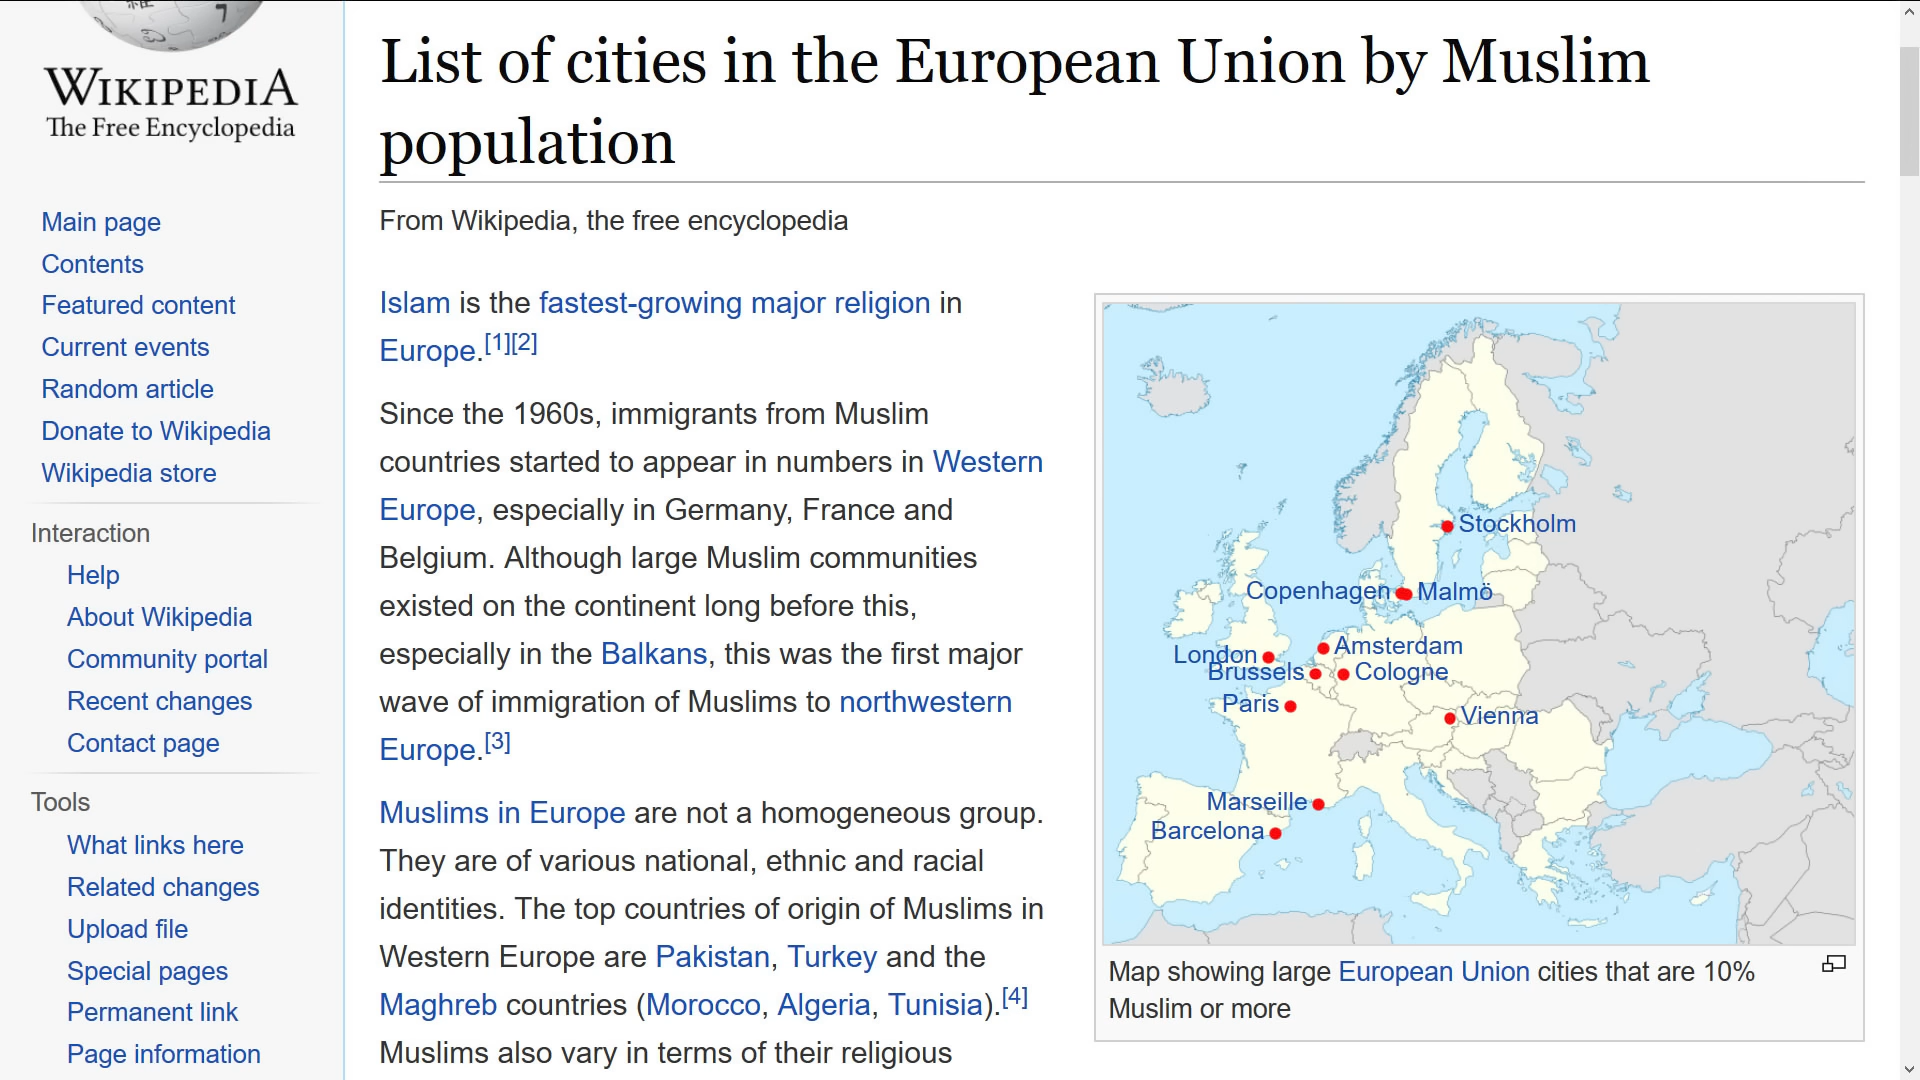 WIKIPEDIA
The Free Encyclopedia
Main page
Contents
Featured content
Current events
Random article
Donate to Wikipedia
Wikipedia store
Interaction
Help
About Wikipedia
Community portal
Recent changes
Contact page
Tools
What links here
Related changes
Upload file
Special pages
Permanent link
Page information
List of cities in the European Union by Muslim
population
From Wikipedia, the free encyclopedia
Islam is the fastest-growing major religion in
Europe.[1][2]
Since the 1960s, immigrants from Muslim
countries started to appear in numbers in Western
Europe, especially in Germany, France and
Belgium. Although large Muslim communities
existed on the continent long before this,
especially in the Balkans, this was the first major
wave of immigration of Muslims to northwestern
Europe.[3]
Muslims in Europe are not a homogeneous group.
They are of various national, ethnic and racial
identities. The top countries of origin of Muslims in
Western Europe are Pakistan, Turkey and the
Maghreb countries (Morocco, Algeria, Tunisia).[4]
Muslims also vary in terms of their religious
Stockholm
Copenhagen
Malmö
Amsterdam
London
Brussels
Cologne
Paris
Vienna
Marseille
Barcelona
Map showing large European Union cities that are 10%
Muslim or more